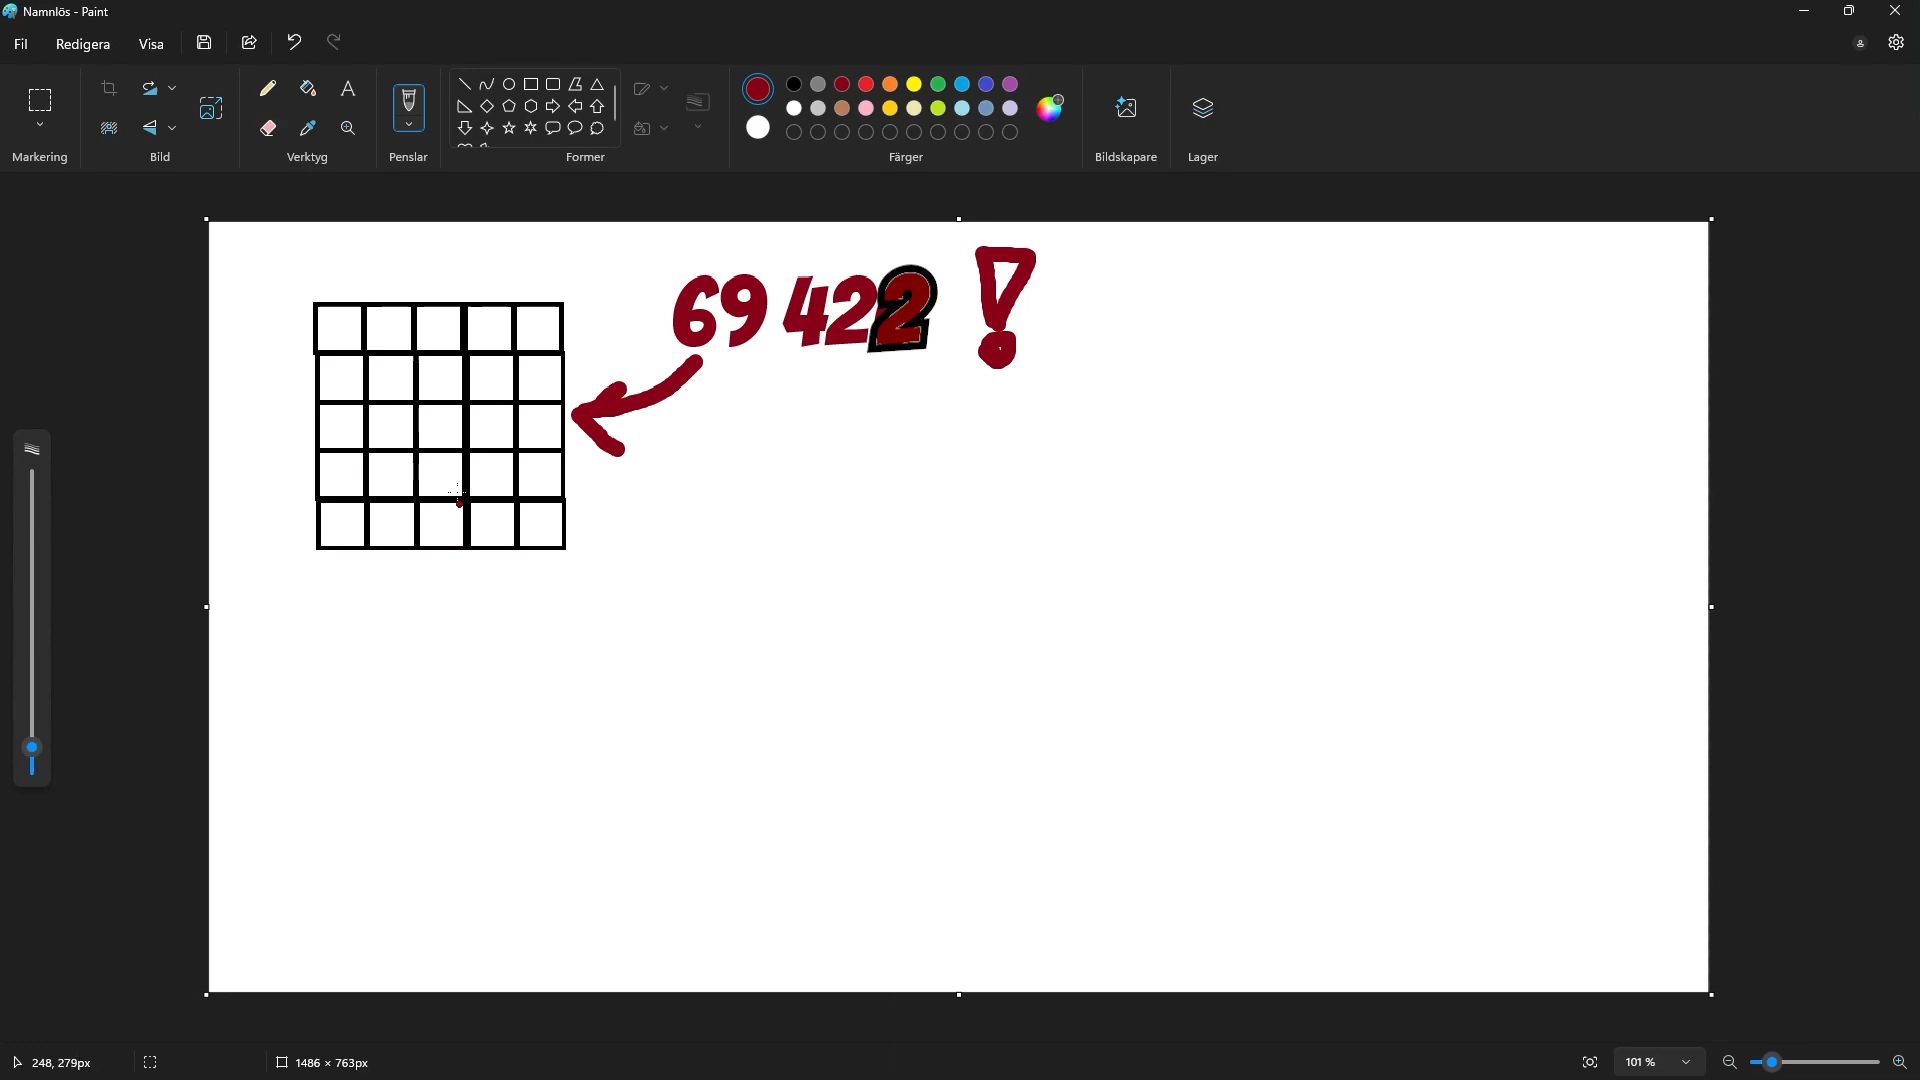 Namnlös - Paint
Fil Redigera Visa
Markering Bild Verktyg Penslar Former Färger Bildskapare Lager
69 422 !
248, 279px 1486 × 763px 101 %